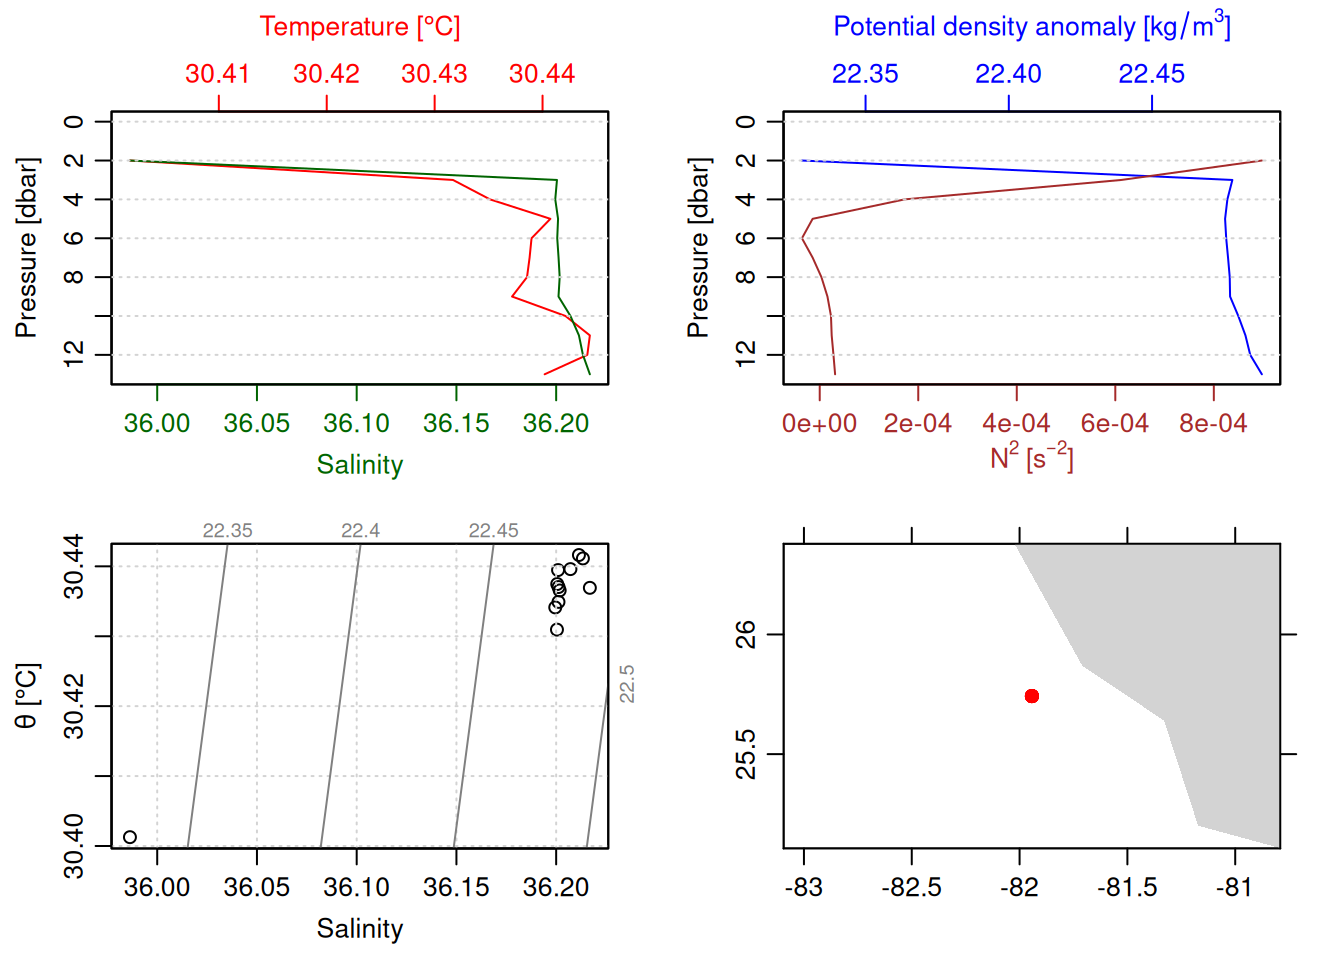 Temperature [°C]
30.41 30.42 30.43 30.44
Pressure [dbar]
0
2
4
6
8
12
36.00 36.05 36.10 36.15 36.20
Salinity
Potential density anomaly [kg/m³]
22.35 22.40 22.45
Pressure [dbar]
0
2
4
6
8
12
0e+00 2e-04 4e-04 6e-04 8e-04
N² [s⁻²]
22.35 22.4 22.45
22.5
θ [°C]
30.44
30.42
30.40
36.00 36.05 36.10 36.15 36.20
Salinity
26
25.5
-83 -82.5 -82 -81.5 -81